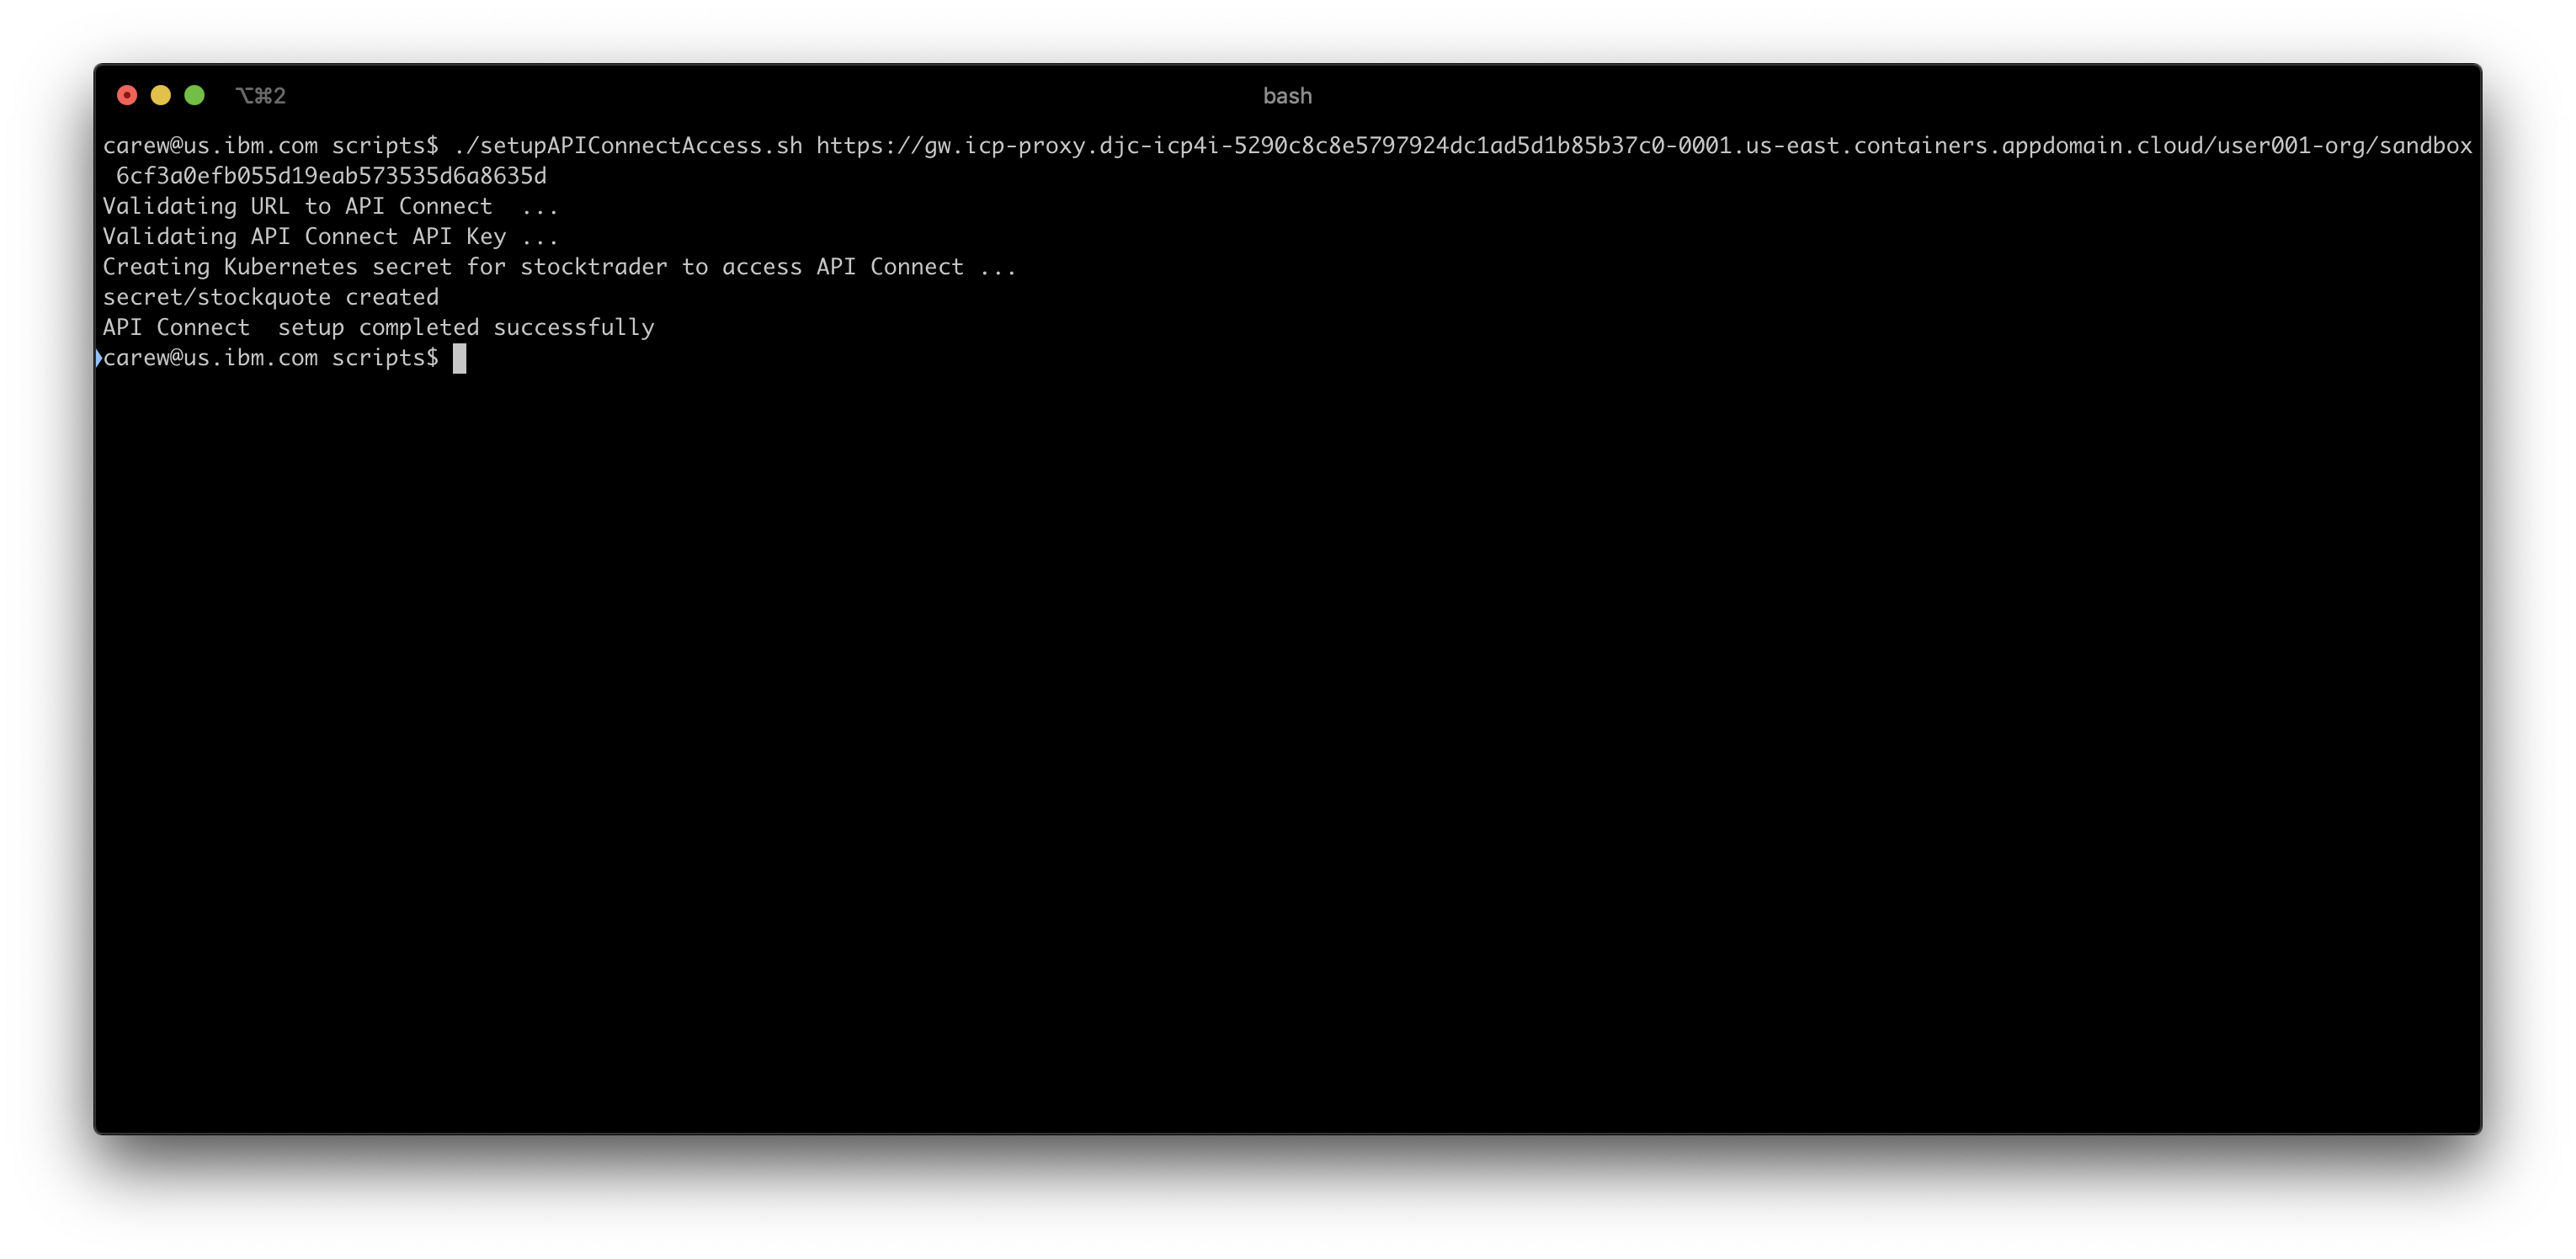 ⌥⌘2 bash
carew@us.ibm.com scripts$ ./setupAPIConnectAccess.sh https://gw.icp-proxy.djc-icp4i-5290c8c8e5797924dc1ad5d1b85b37c0-0001.us-east.containers.appdomain.cloud/user001-org/sandbox
6cf3a0efb055d19eab573535d6a8635d
Validating URL to API Connect  ...
Validating API Connect API Key ...
Creating Kubernetes secret for stocktrader to access API Connect ...
secret/stockquote created
API Connect  setup completed successfully
carew@us.ibm.com scripts$